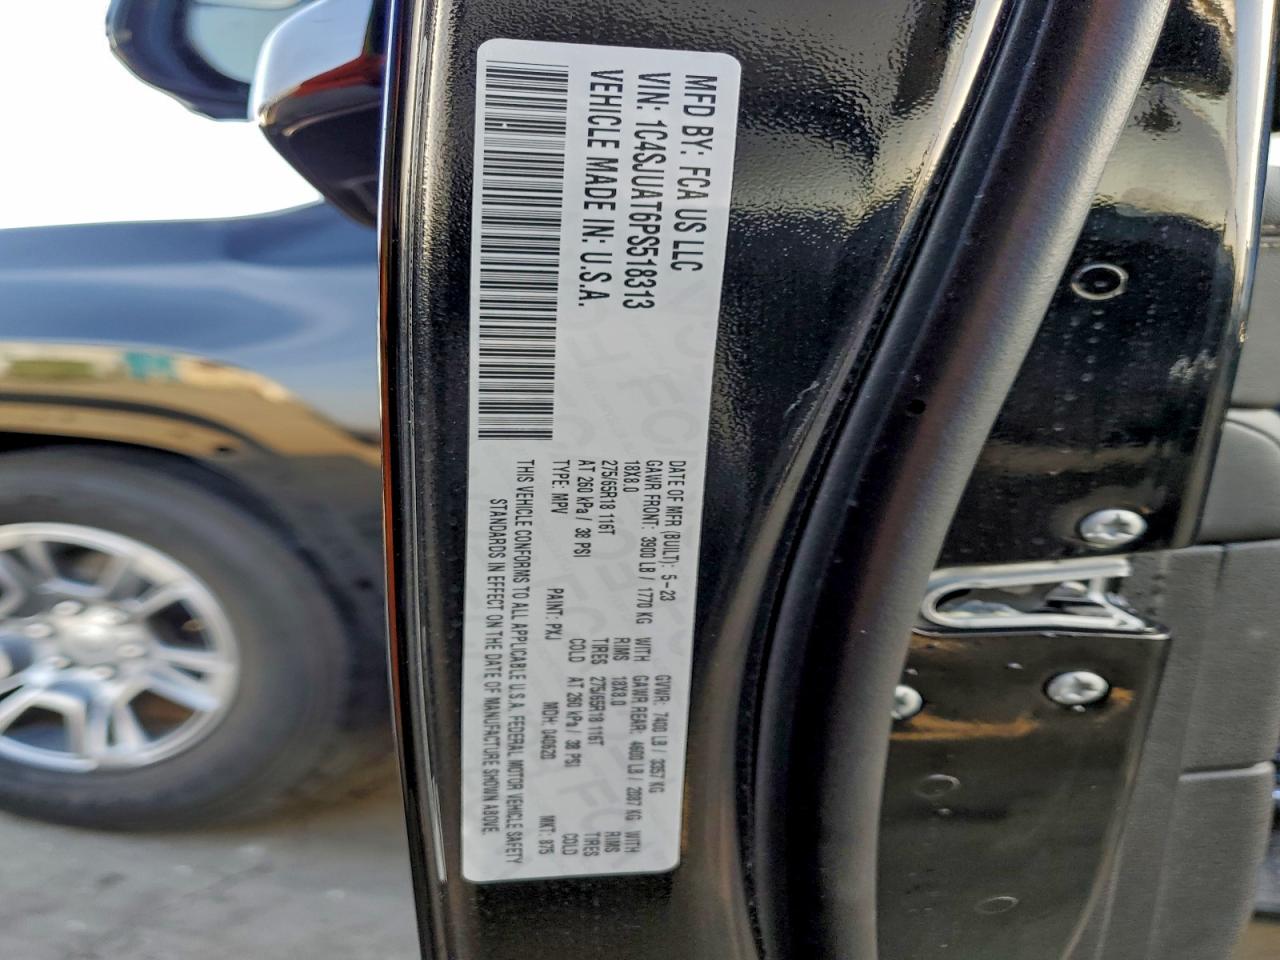 MFD BY: FCA US LLC
VIN: 1C4SJUAT6PS518313
VEHICLE MADE IN: U.S.A.
DATE OF MFR (BUILT): 5-23 GVWR: 7400 LB / 3357 KG
GAWR FRONT: 3900 LB / 1770 KG WITH GAWR REAR: 4600 LB / 2087 KG WITH
18X8.0 RIMS 18X8.0 RIMS
275/65R18 116T TIRES 275/65R18 116T TIRES
AT 260 kPa / 38 PSI COLD AT 260 kPa / 38 PSI COLD
TYPE: MPV PAINT: PXJ MDH: 040620 MKT: 875
THIS VEHICLE CONFORMS TO ALL APPLICABLE U.S.A. FEDERAL MOTOR VEHICLE SAFETY
STANDARDS IN EFFECT ON THE DATE OF MANUFACTURE SHOWN ABOVE.